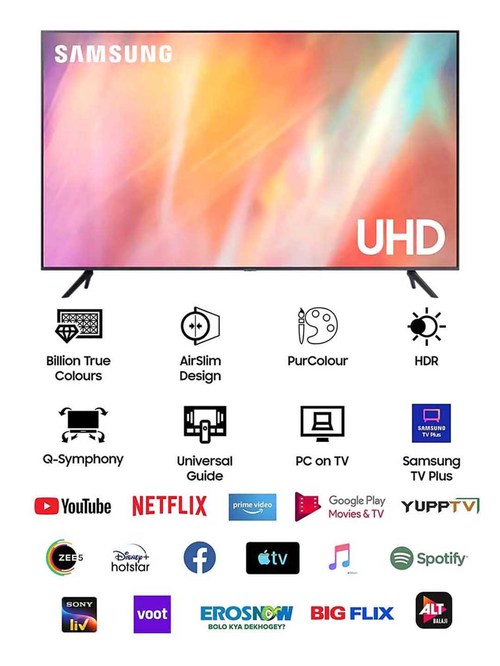 SAMSUNG
UHD
Billion True
Colours
AirSlim
Design
PurColour
HDR
Q-Symphony
Universal
Guide
PC on TV
SAMSUNG
TV Plus
Samsung
TV Plus
YouTube
NETFLIX
prime video
Google Play
Movies & TV
YUPPTV
ZEE5
Disney+
hotstar
f
tv
Spotify
SONY
liv
voot
EROSNOW
BOLO KYA DEKHOGEY?
BIG FLIX
ALT
BALAJI